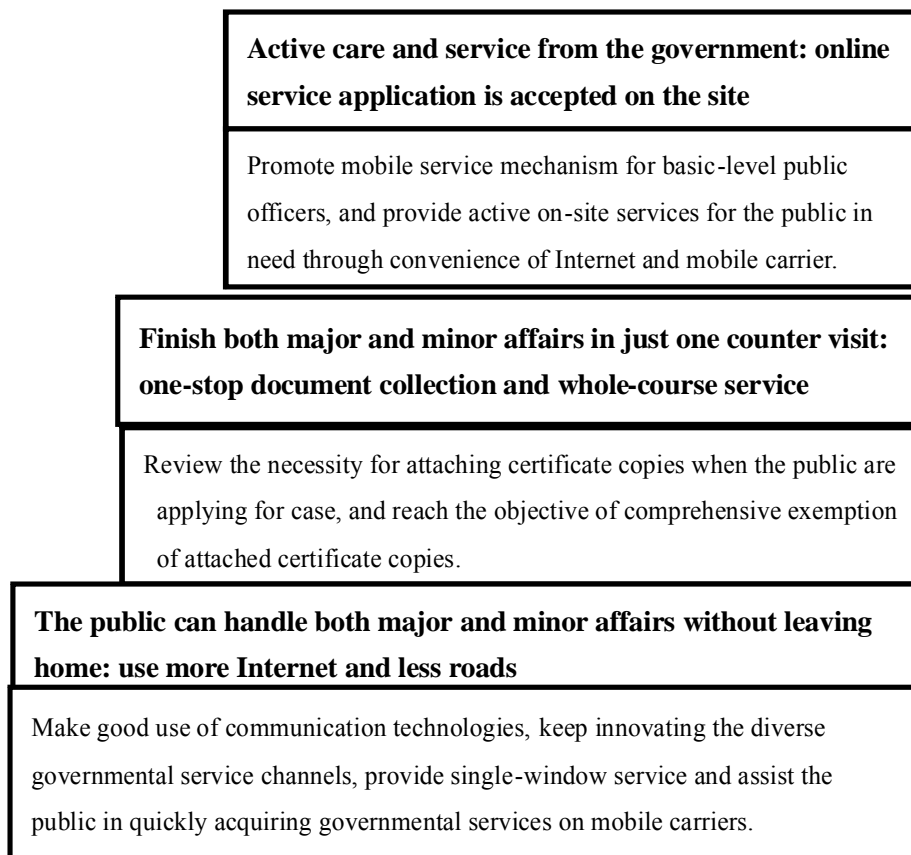 Active care and service from the government: online
service application is accepted on the site
Promote mobile service mechanism for basic-level public
officers, and provide active on-site services for the public in
need through convenience of Internet and mobile carrier.
Finish both major and minor affairs in just one counter visit:
one-stop document collection and whole-course service
Review the necessity for attaching certificate copies when the public are
applying for case, and reach the objective of comprehensive exemption
of attached certificate copies.
The public can handle both major and minor affairs without leaving
home: use more Internet and less roads
Make good use of communication technologies, keep innovating the diverse
governmental service channels, provide single-window service and assist the
public in quickly acquiring governmental services on mobile carriers.